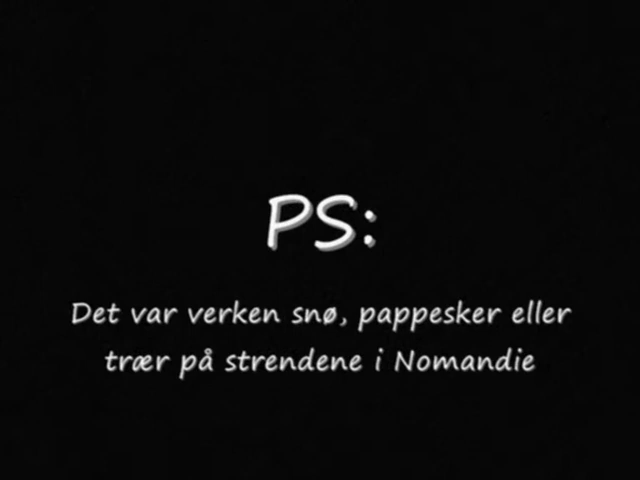 PS:
Det var verken snø, pappesker eller
trær på strendene i Nomandie